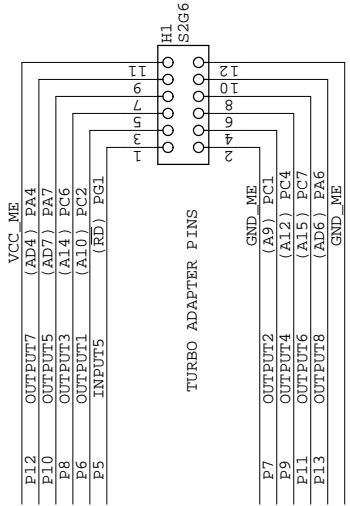 H1
S2G6
11
9
7
5
3
1
12
10
8
6
4
2
VCC_ME
P12 OUTPUT7 (AD4) PA4
P10 OUTPUT5 (AD7) PA7
P8 OUTPUT3 (A14) PC6
P6 OUTPUT1 (A10) PC2
P5 INPUT5 (R̅D̅) PG1
TURBO ADAPTER PINS
GND_ME
P7 OUTPUT2 (A9) PC1
P9 OUTPUT4 (A12) PC4
P11 OUTPUT6 (A15) PC7
P13 OUTPUT8 (AD6) PA6
GND_ME